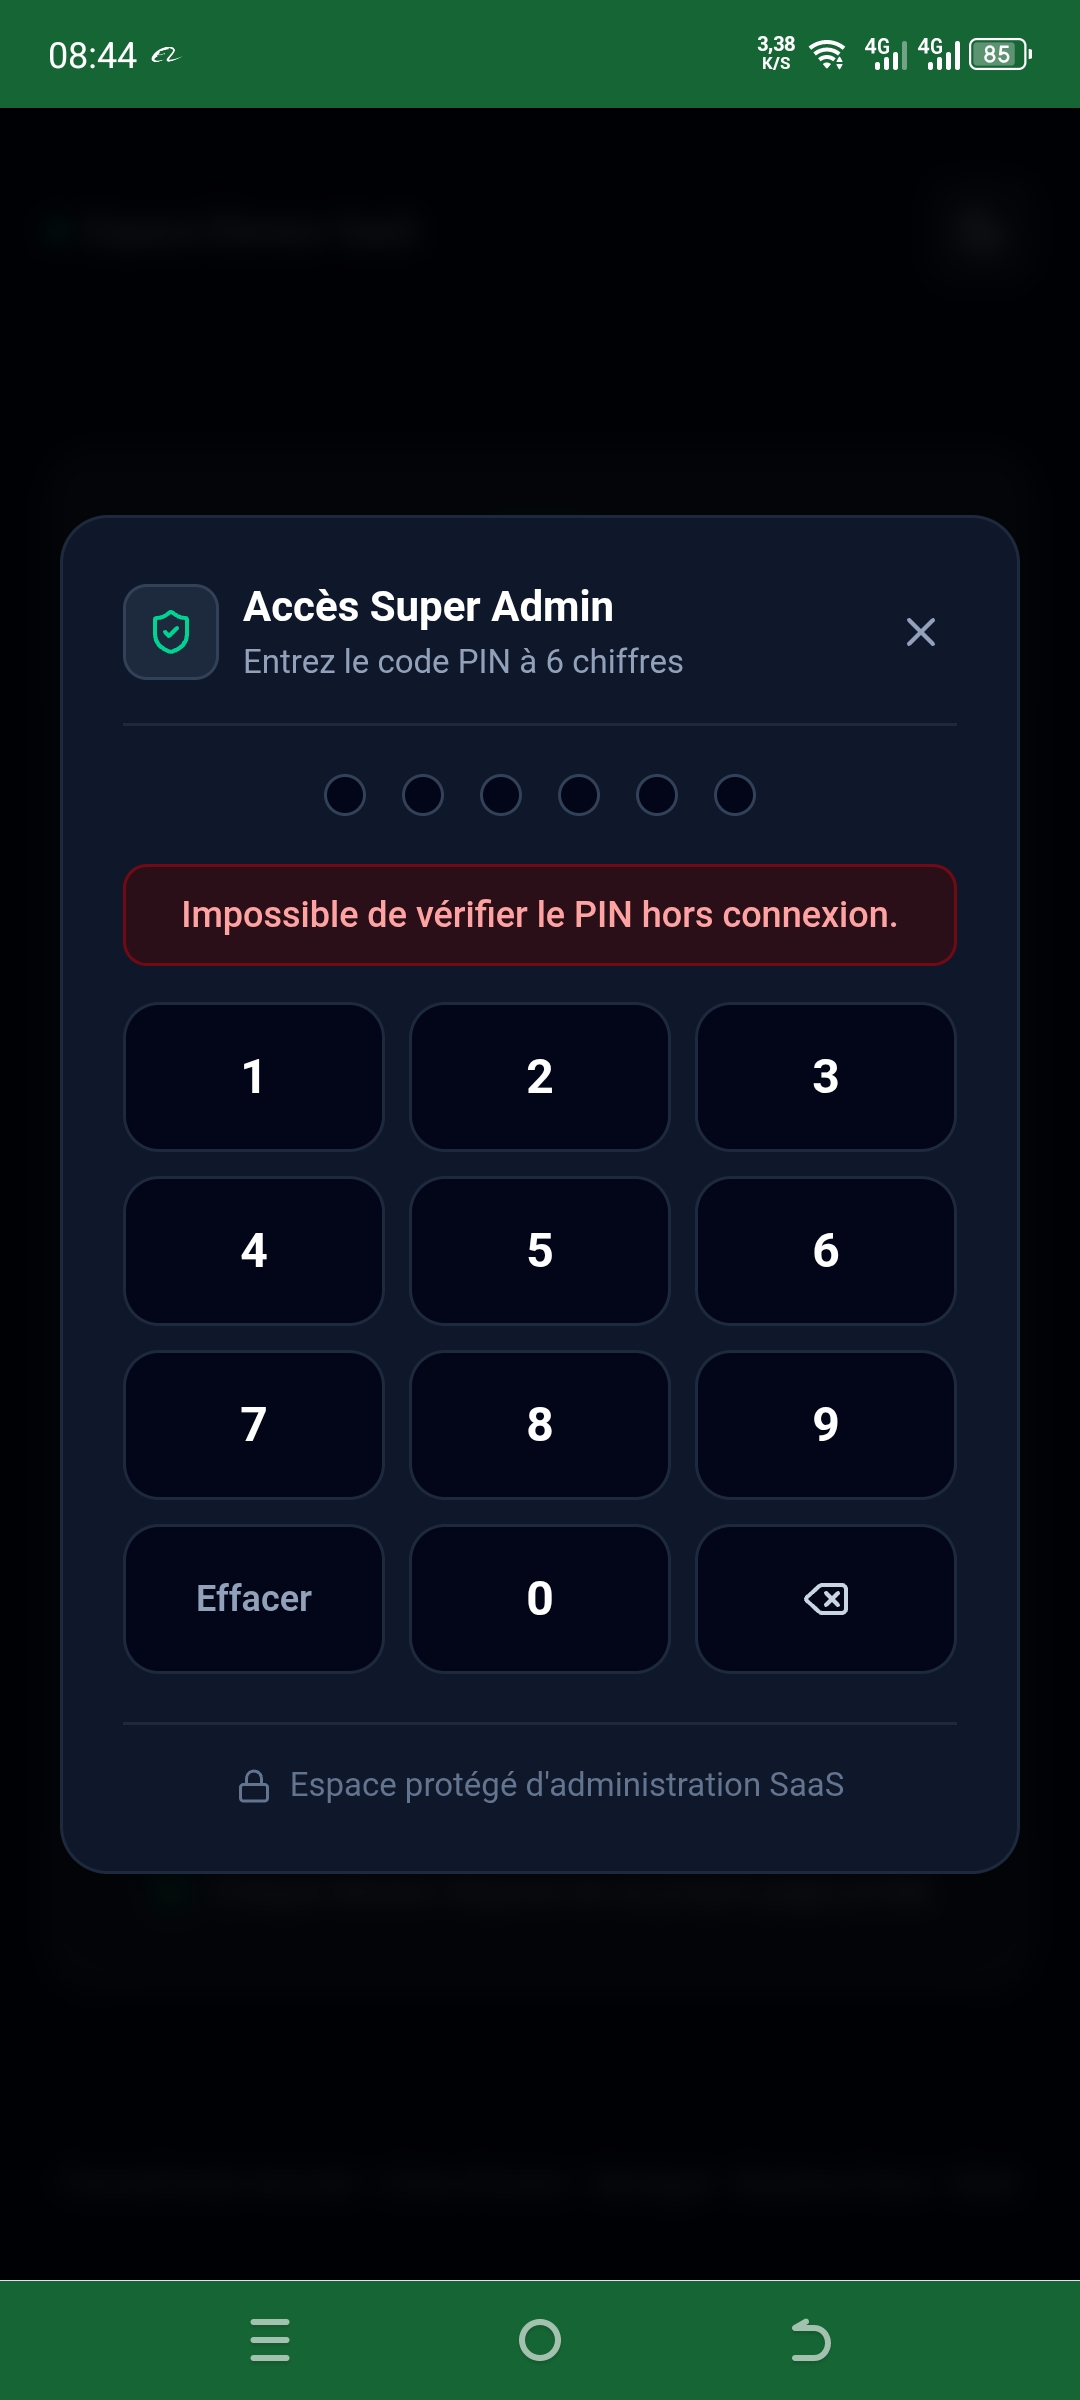 08:44
3,38
K/S
4G
4G
85
Accès Super Admin
Entrez le code PIN à 6 chiffres
Impossible de vérifier le PIN hors connexion.
1
2
3
4
5
6
7
8
9
Effacer
0
Espace protégé d'administration SaaS